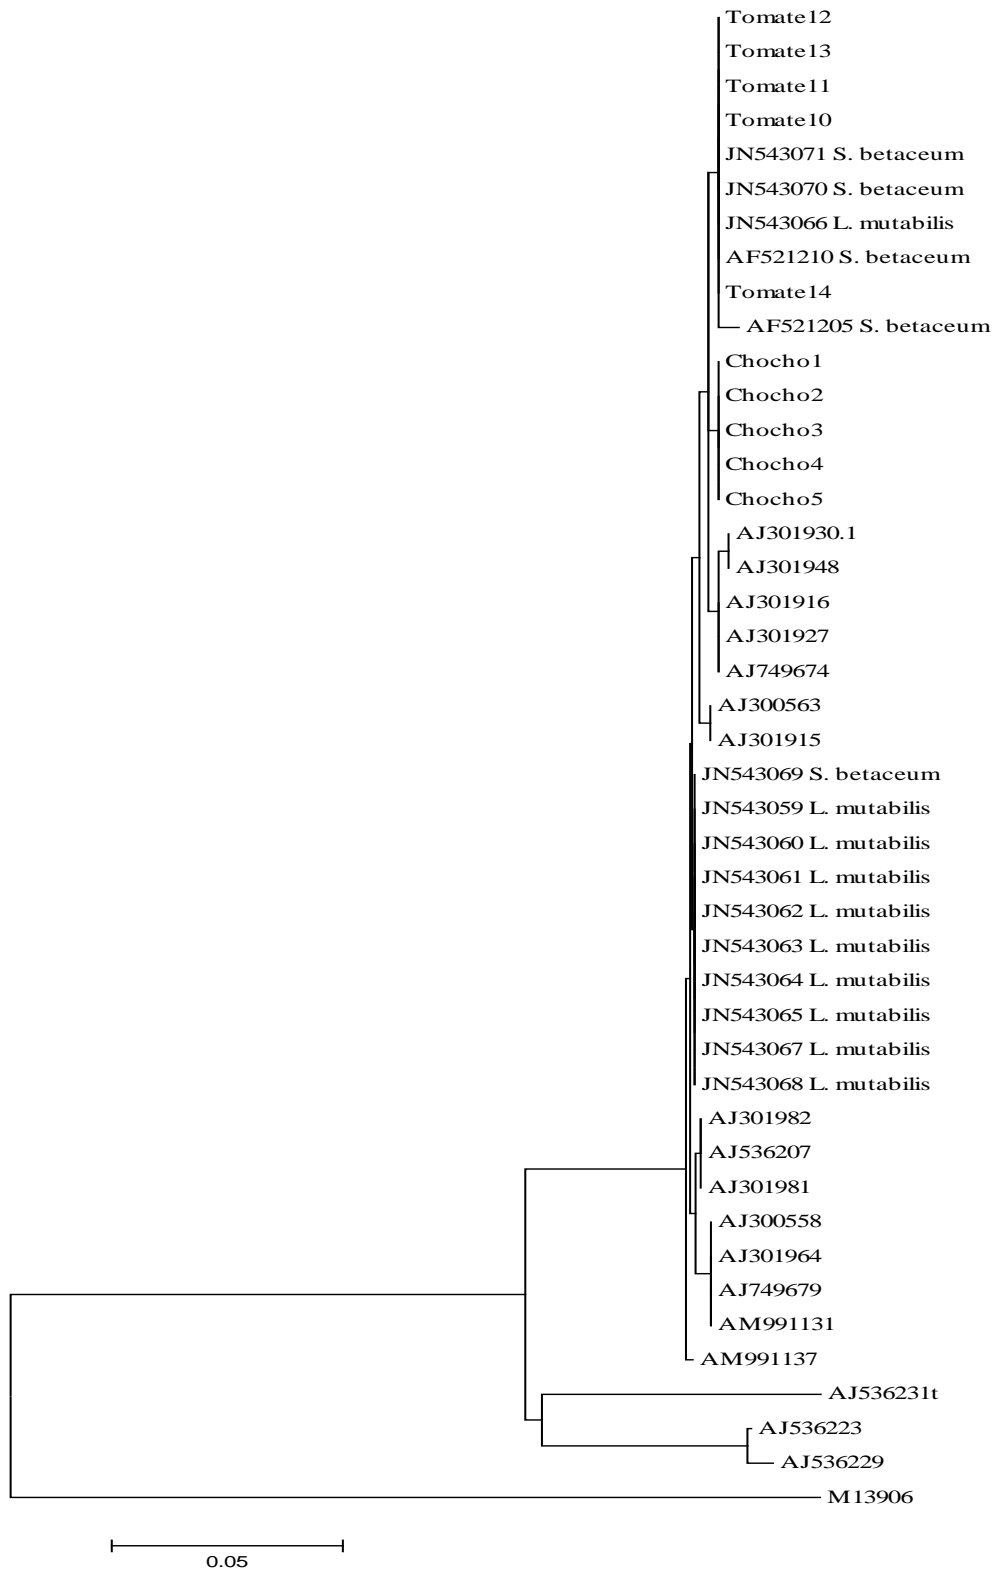 Tomate12
Tomate13
Tomate11
Tomate10
JN543071 S. betaceum
JN543070 S. betaceum
JN543066 L. mutabilis
AF521210 S. betaceum
Tomate14
AF521205 S. betaceum
Chocho1
Chocho2
Chocho3
Chocho4
Chocho5
AJ301930.1
AJ301948
AJ301916
AJ301927
AJ749674
AJ300563
AJ301915
JN543069 S. betaceum
JN543059 L. mutabilis
JN543060 L. mutabilis
JN543061 L. mutabilis
JN543062 L. mutabilis
JN543063 L. mutabilis
JN543064 L. mutabilis
JN543065 L. mutabilis
JN543067 L. mutabilis
JN543068 L. mutabilis
AJ301982
AJ536207
AJ301981
AJ300558
AJ301964
AJ749679
AM991131
AM991137
AJ536231t
AJ536223
AJ536229
M13906
0.05